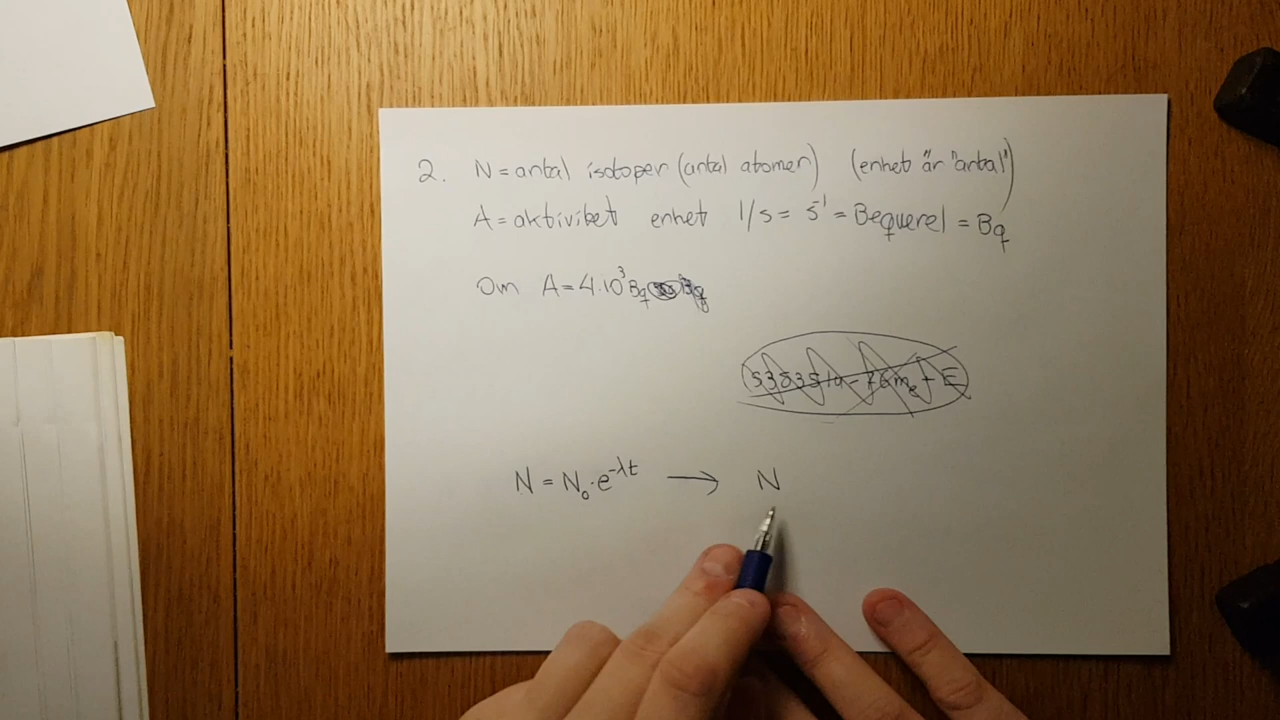 2. N = antal isotoper (antal atomer) (enhet är "antal")
A = aktivitet enhet 1/s = s⁻¹ = Bequerel = Bq
Om A = 4·10³ Bq
N = N₀·e^(-λt) → N